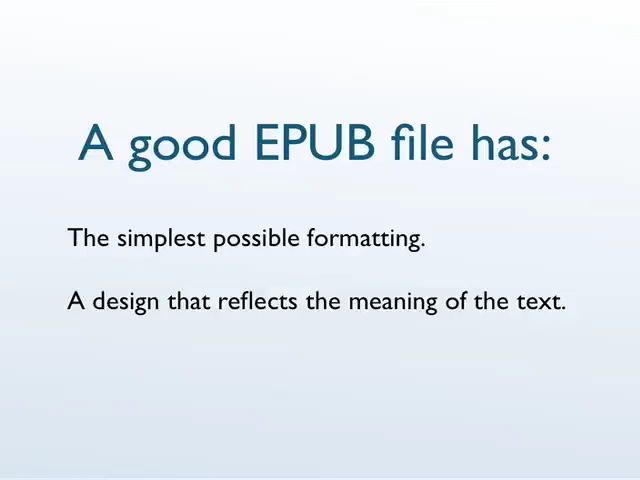 A good EPUB file has:
The simplest possible formatting.
A design that reflects the meaning of the text.